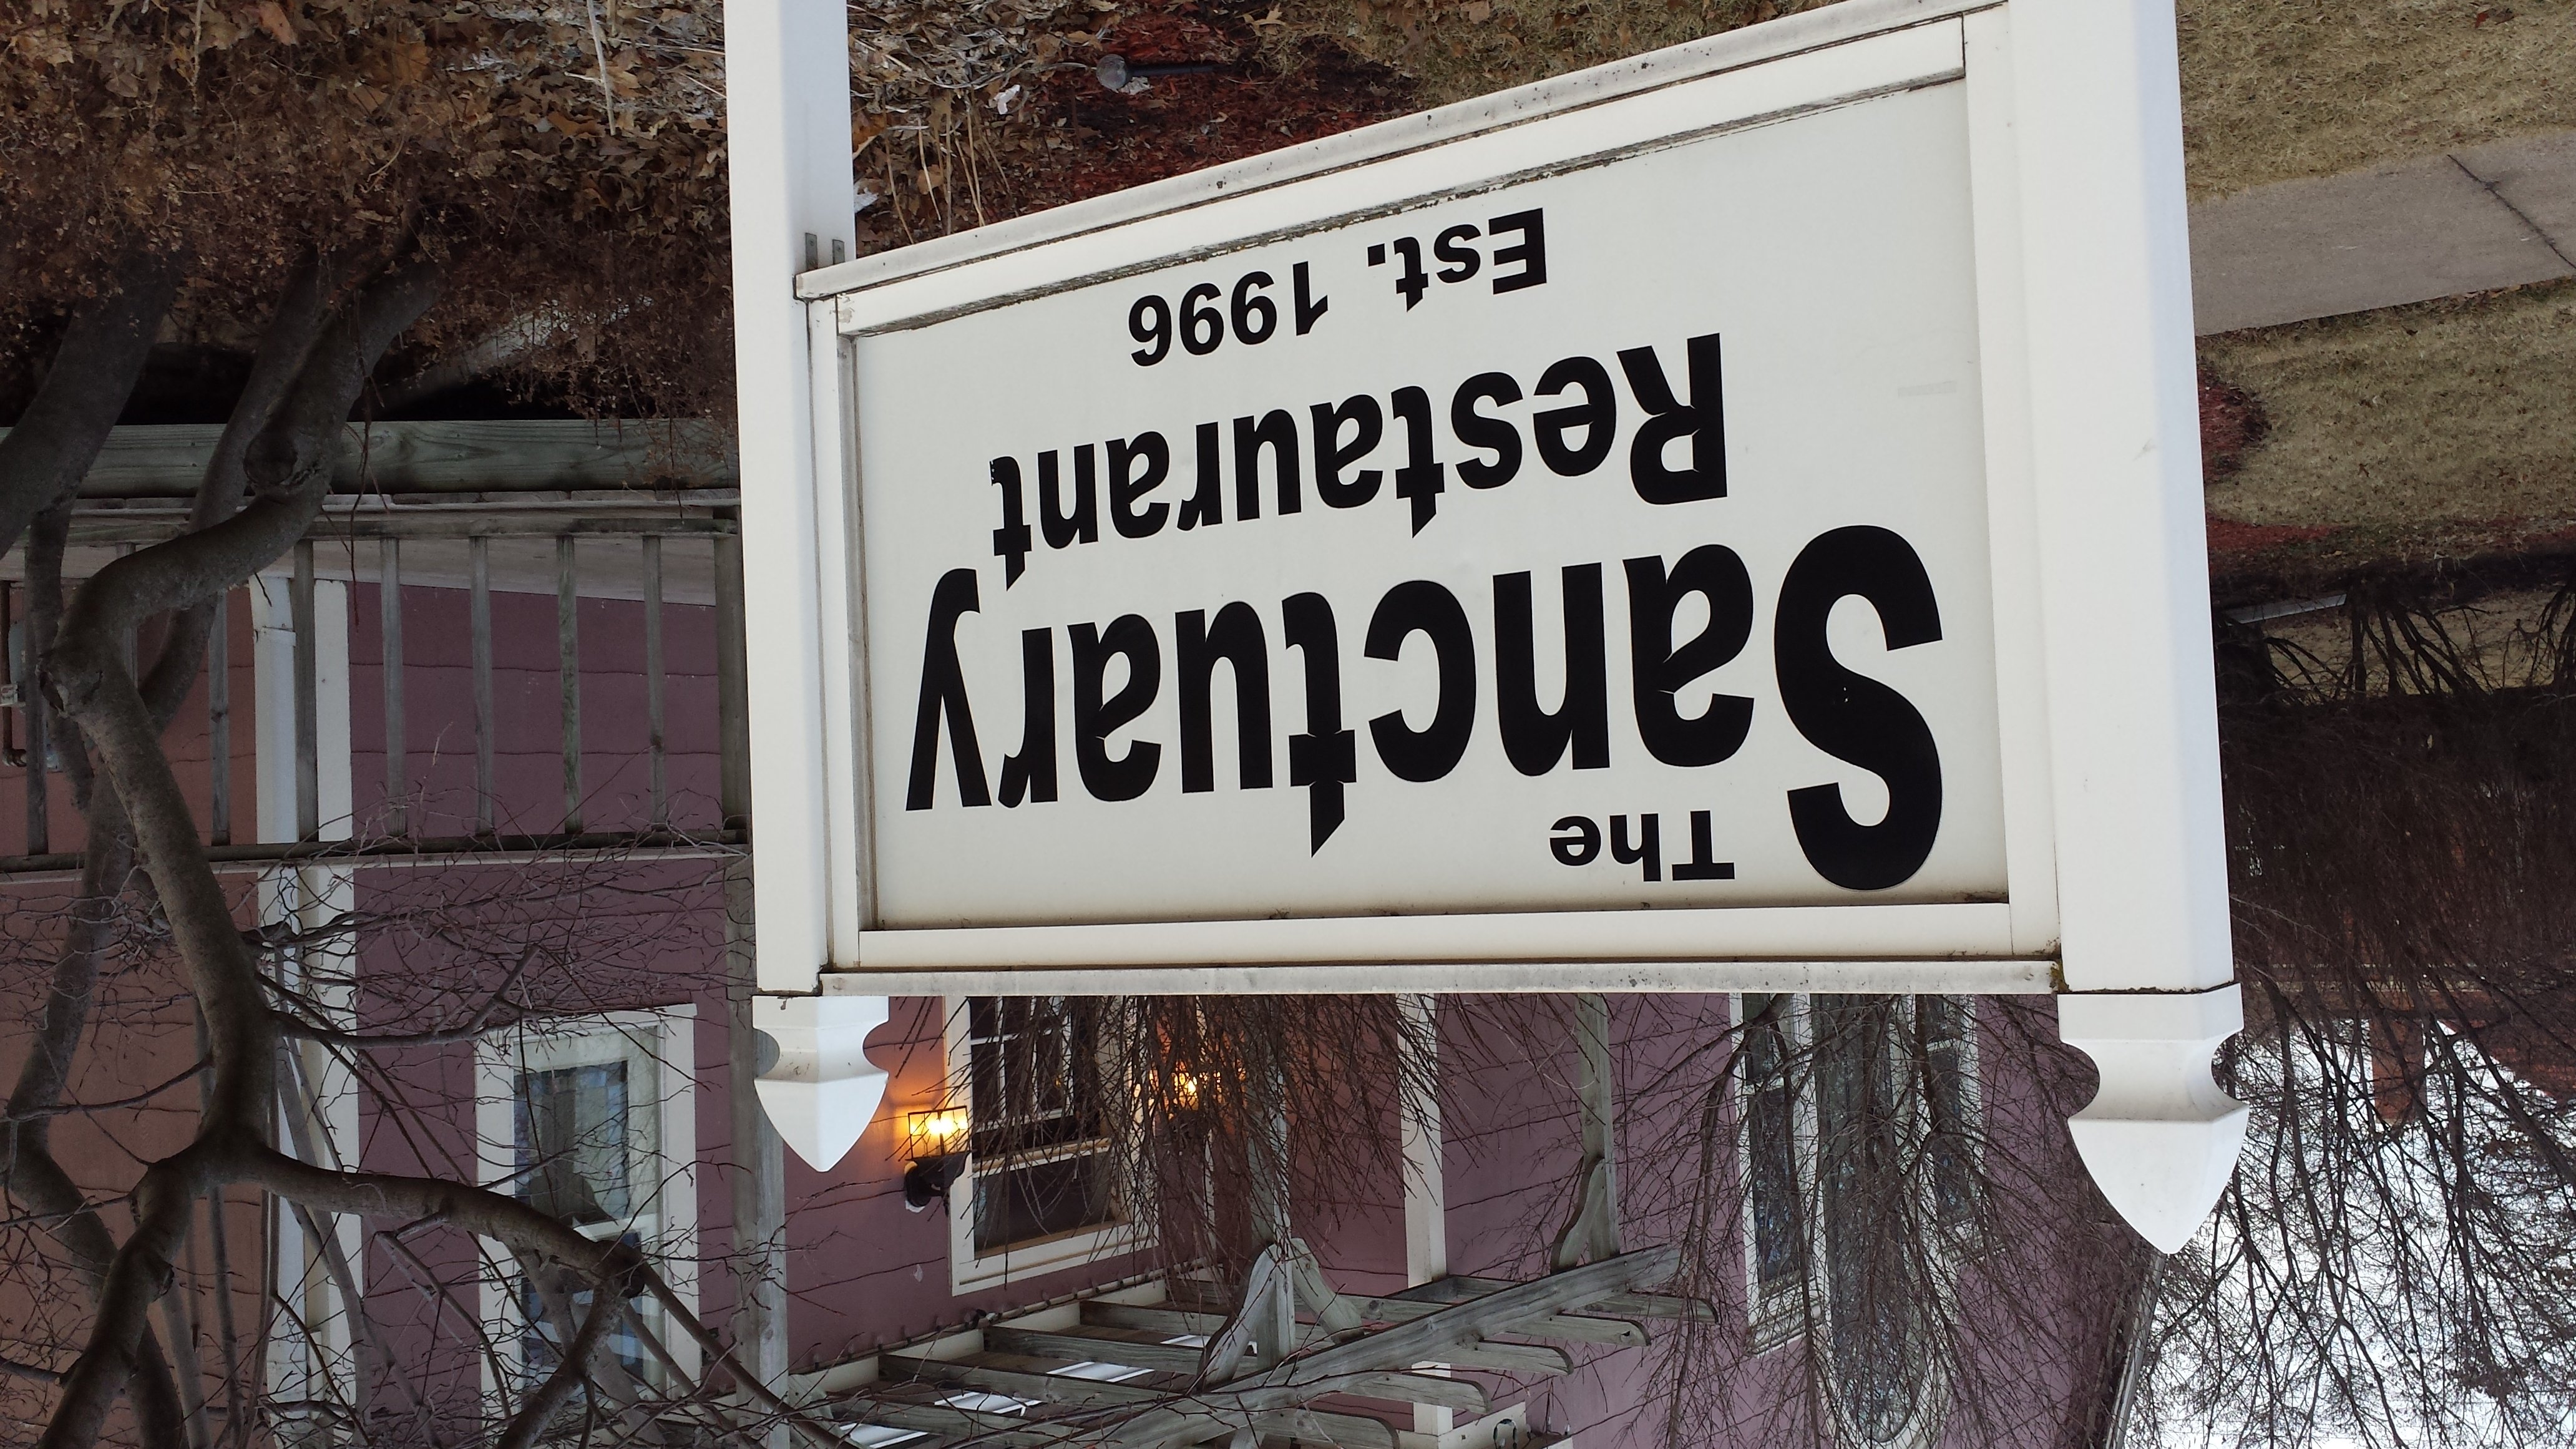 The
Sanctuary
Restaurant
Est. 1996